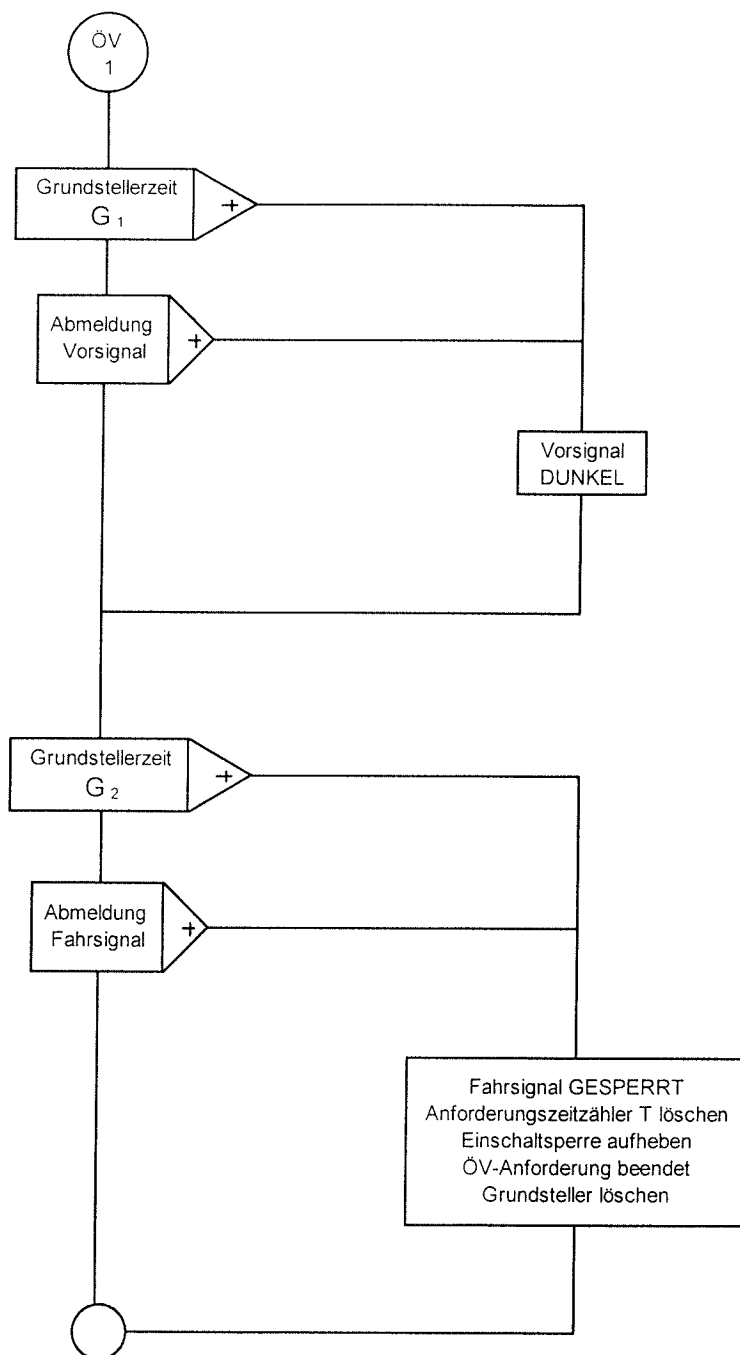 ÖV
1
Grundstellerzeit
G 1
+
Abmeldung
Vorsignal
+
Vorsignal
DUNKEL
Grundstellerzeit
G 2
+
Abmeldung
Fahrsignal
+
Fahrsignal GESPERRT
Anforderungszeitzähler T löschen
Einschaltsperre aufheben
ÖV-Anforderung beendet
Grundsteller löschen